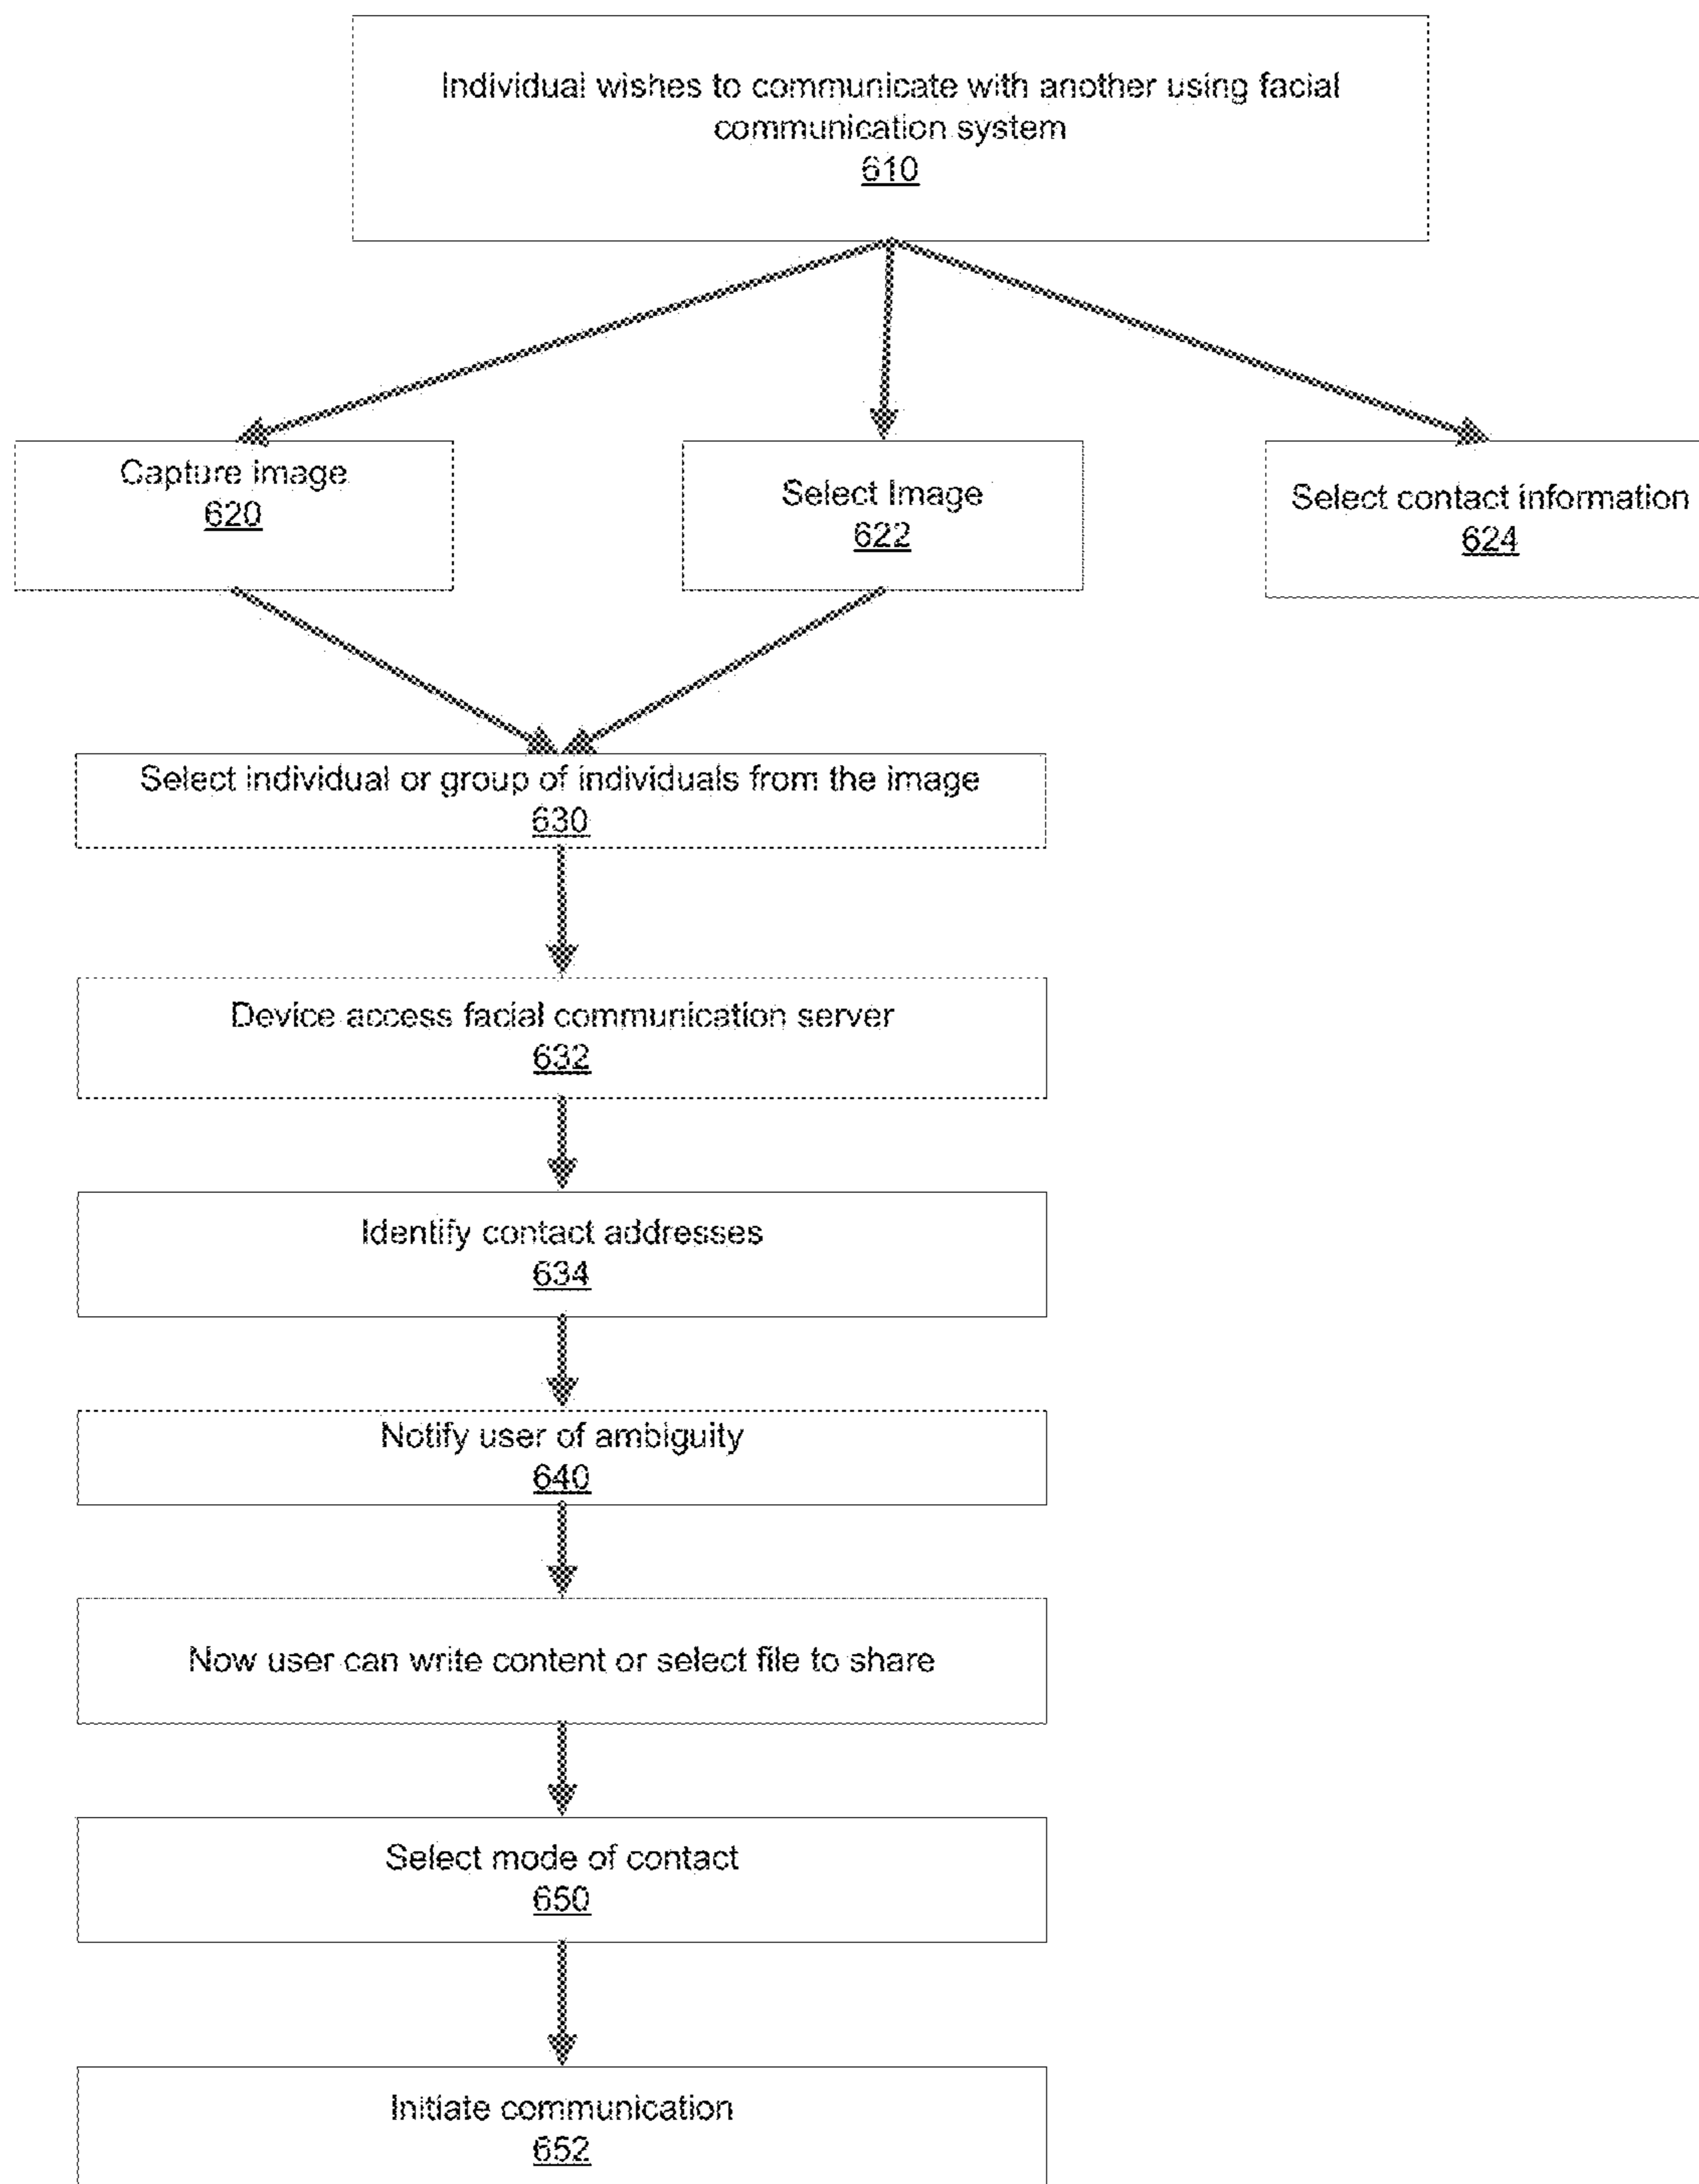 Individual wishes to communicate with another using facial
communication system
610
Capture image
620
Select Image
622
Select contact information
624
Select individual or group of individuals from the image
630
Device access facial communication server
632
Identify contact addresses
634
Notify user of ambiguity
640
Now user can write content or select file to share
Select mode of contact
650
Initiate communication
652